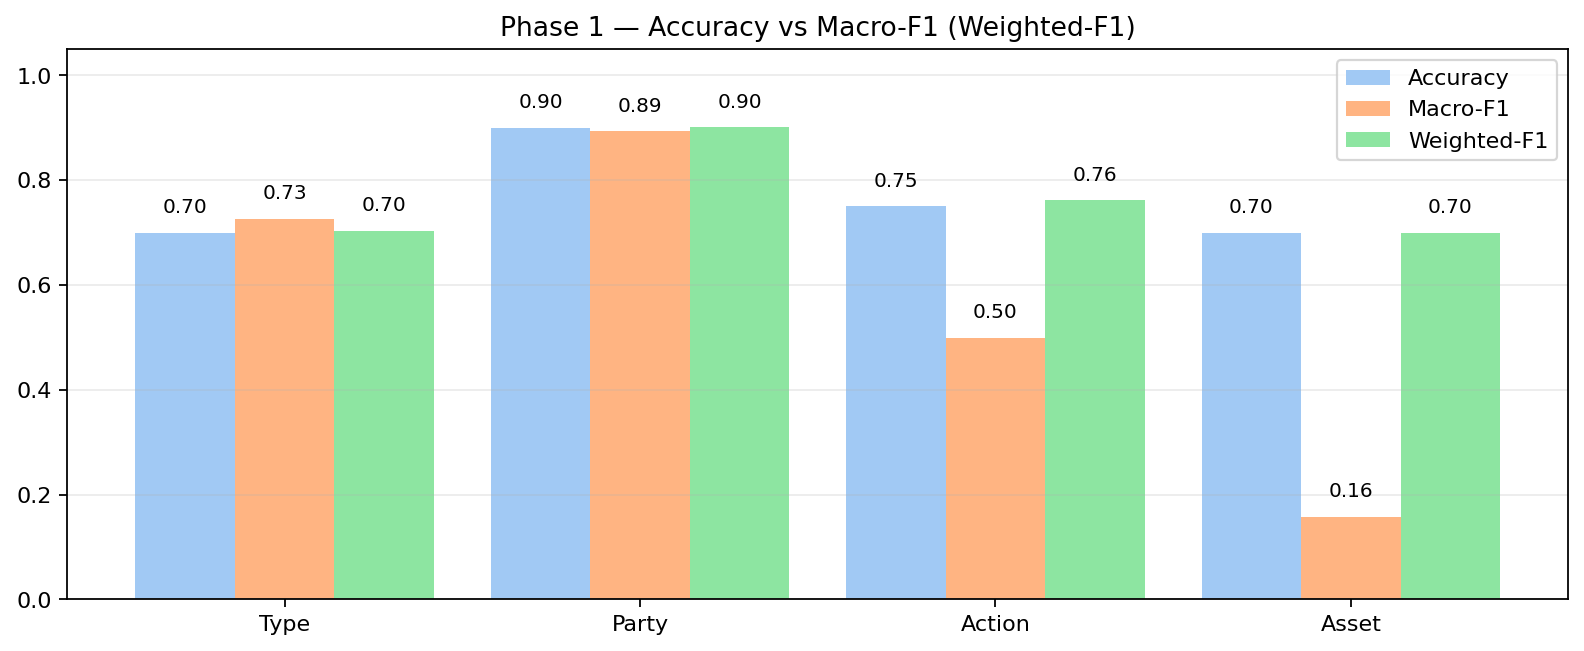 Phase 1 — Accuracy vs Macro-F1 (Weighted-F1)
1.0
0.8
0.6
0.4
0.2
0.0
Accuracy
Macro-F1
Weighted-F1
0.70
0.73
0.70
0.90
0.89
0.90
0.75
0.50
0.76
0.70
0.16
0.70
Type
Party
Action
Asset